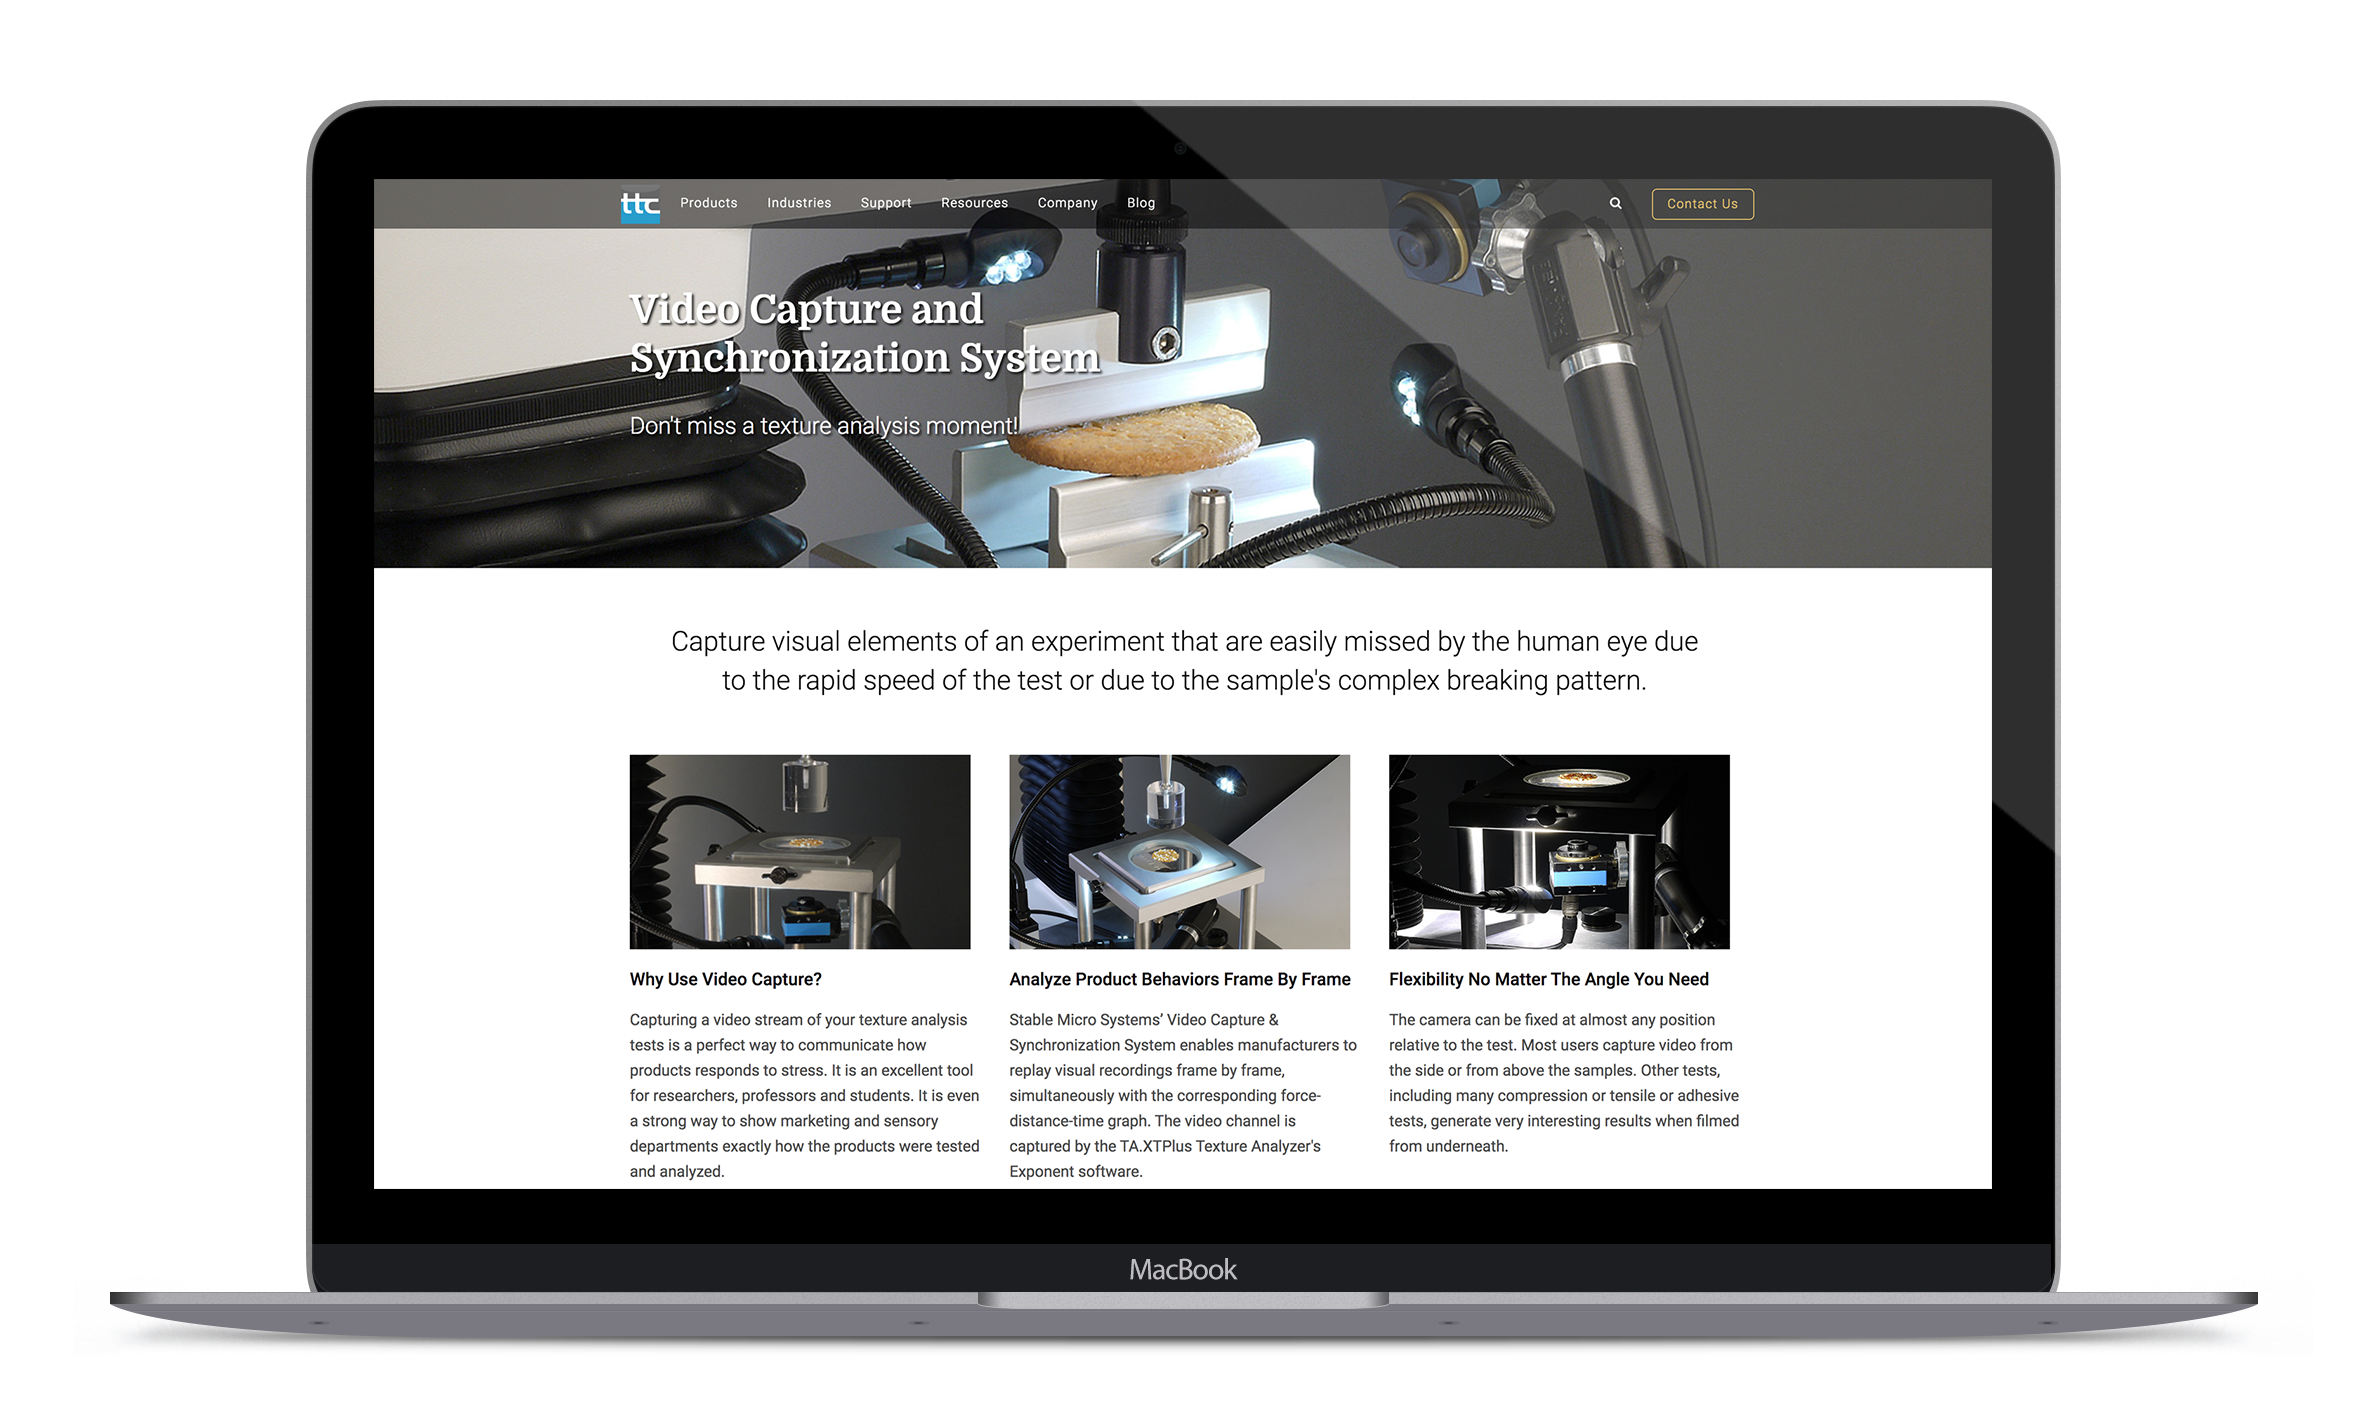 ttc
Products Industries Support Resources Company Blog Contact Us
Video Capture and
Synchronization System
Don't miss a texture analysis moment!
Capture visual elements of an experiment that are easily missed by the human eye due
to the rapid speed of the test or due to the sample's complex breaking pattern.
Why Use Video Capture?
Capturing a video stream of your texture analysis
tests is a perfect way to communicate how
products responds to stress. It is an excellent tool
for researchers, professors and students. It is even
a strong way to show marketing and sensory
departments exactly how the products were tested
and analyzed.
Analyze Product Behaviors Frame By Frame
Stable Micro Systems’ Video Capture &
Synchronization System enables manufacturers to
replay visual recordings frame by frame,
simultaneously with the corresponding force-
distance-time graph. The video channel is
captured by the TA.XTPlus Texture Analyzer's
Exponent software.
Flexibility No Matter The Angle You Need
The camera can be fixed at almost any position
relative to the test. Most users capture video from
the side or from above the samples. Other tests,
including many compression or tensile or adhesive
tests, generate very interesting results when filmed
from underneath.
MacBook